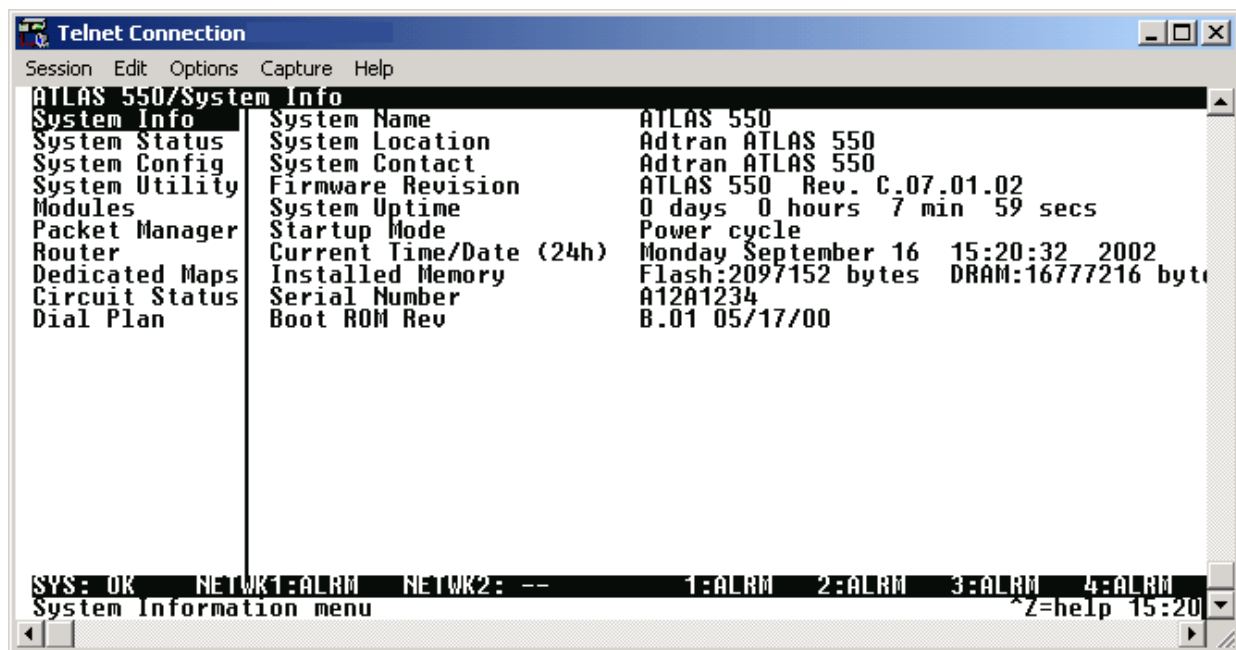 Telnet Connection
Session Edit Options Capture Help
ATLAS 550/System Info
System Info System Name ATLAS 550
System Status System Location Adtran ATLAS 550
System Config System Contact Adtran ATLAS 550
System Utility Firmware Revision ATLAS 550 Rev. C.07.01.02
Modules System Uptime 0 days 0 hours 7 min 59 secs
Packet Manager Startup Mode Power cycle
Router Current Time/Date (24h) Monday September 16 15:20:32 2002
Dedicated Maps Installed Memory Flash:2097152 bytes DRAM:16777216 byt
Circuit Status Serial Number A12A1234
Dial Plan Boot ROM Rev B.01 05/17/00
SYS: OK NETWK1:ALRM NETWK2: -- 1:ALRM 2:ALRM 3:ALRM 4:ALRM
System Information menu ^Z=help 15:20